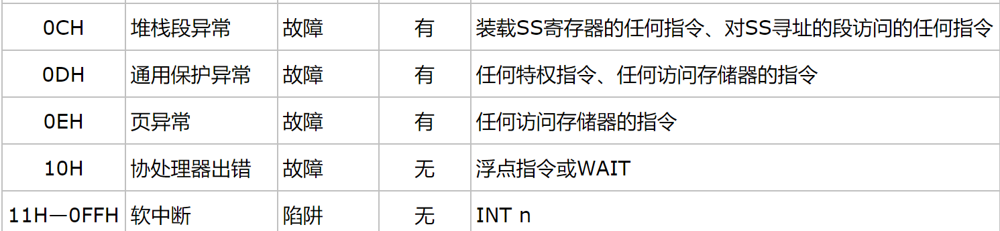 0CH 堆栈段异常 故障 有 装载SS寄存器的任何指令、对SS寻址的段访问的任何指令
0DH 通用保护异常 故障 有 任何特权指令、任何访问存储器的指令
0EH 页异常 故障 有 任何访问存储器的指令
10H 协处理器出错 故障 无 浮点指令或WAIT
11H—0FFH 软中断 陷阱 无 INT n